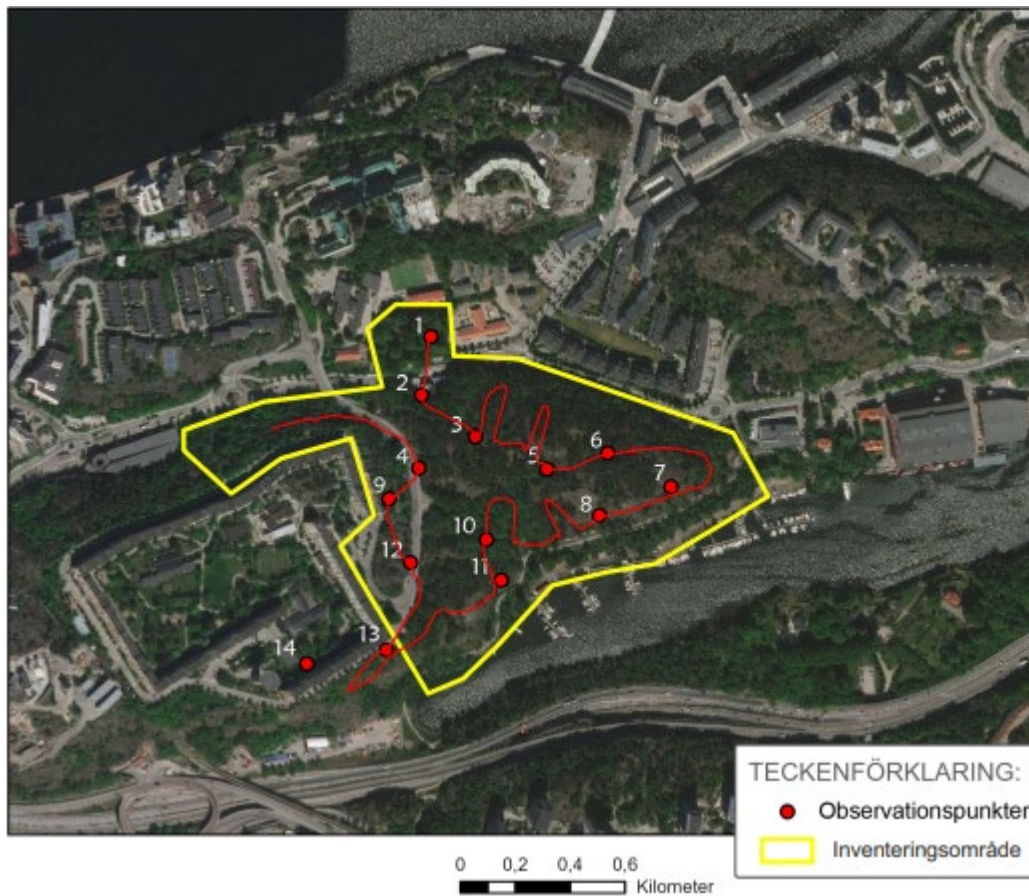 1
2
3
4
5
6
7
8
9
10
11
12
13
14
TECKENFÖRKLARING:
Observationspunkter
Inventeringsområde
0 0,2 0,4 0,6
Kilometer